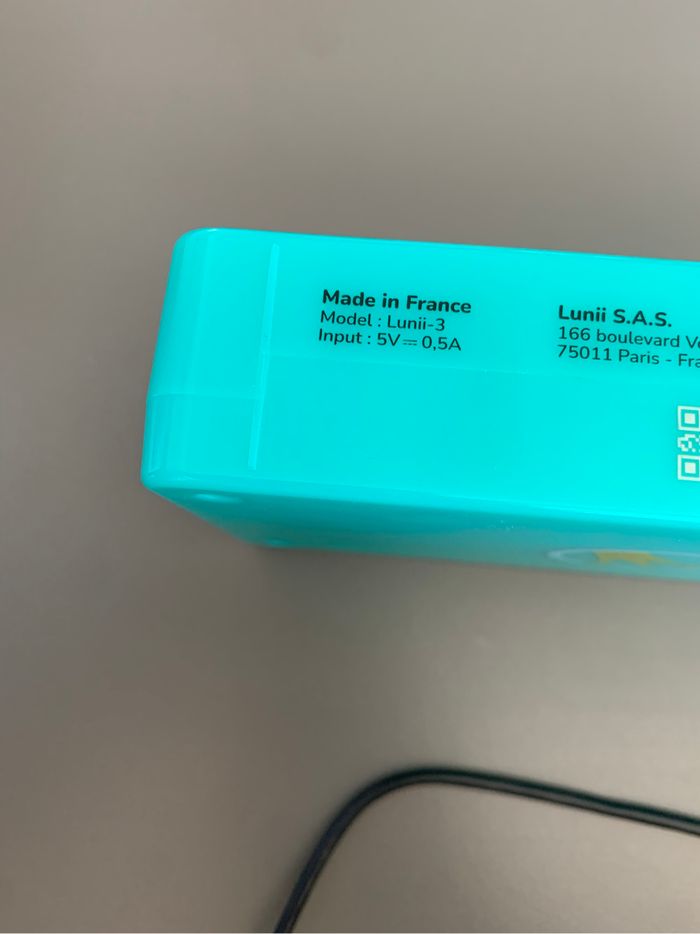 Made in France
Model : Lunii-3
Input : 5V⎓0,5A
Lunii S.A.S.
166 boulevard
75011 Paris -